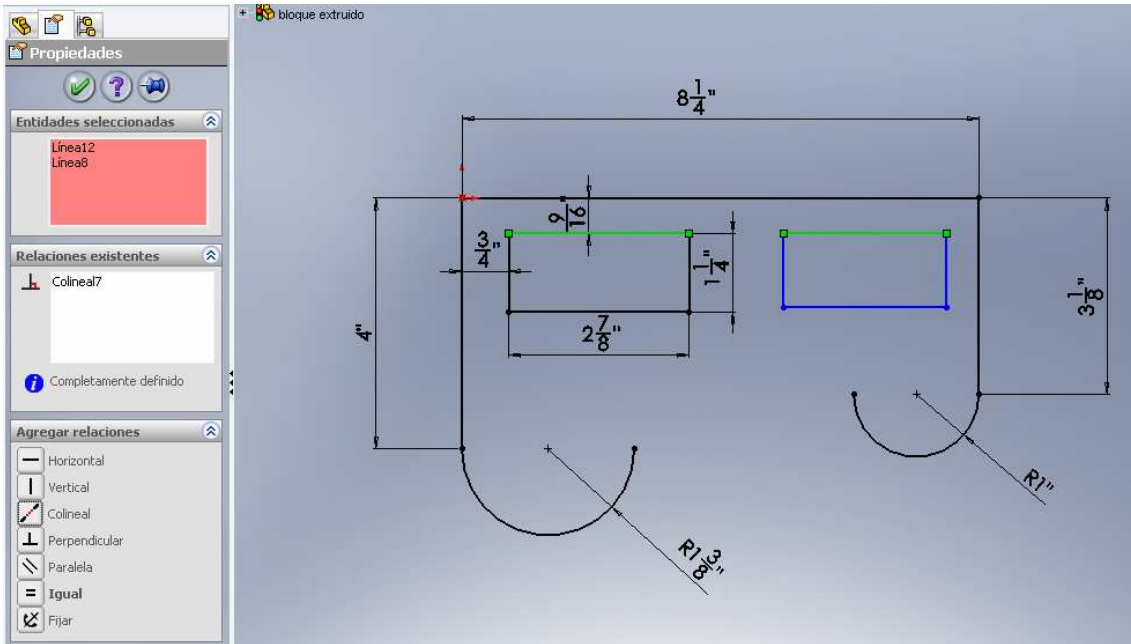 Propiedades
Entidades seleccionadas
Línea12
Línea8
Relaciones existentes
Colineal7
Completamente definido
Agregar relaciones
Horizontal
Vertical
Colineal
Perpendicular
Paralela
Igual
Fijar
bloque extruido
8 1/4"
9/16
3/4"
1 1/4"
2 7/8"
4"
3 1/8"
R1"
R1 3/8"